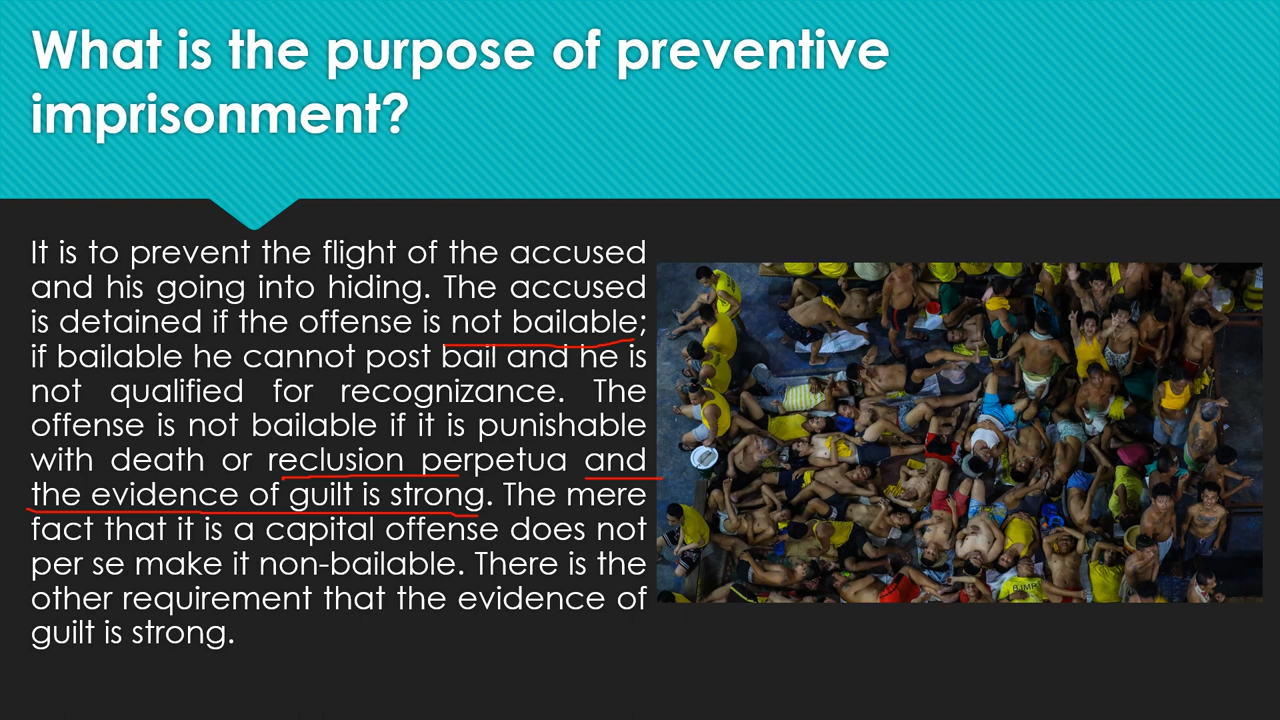 What is the purpose of preventive
imprisonment?
It is to prevent the flight of the accused
and his going into hiding. The accused
is detained if the offense is not bailable;
if bailable he cannot post bail and he is
not qualified for recognizance. The
offense is not bailable if it is punishable
with death or reclusion perpetua and
the evidence of guilt is strong. The mere
fact that it is a capital offense does not
per se make it non-bailable. There is the
other requirement that the evidence of
guilt is strong.
BJMP